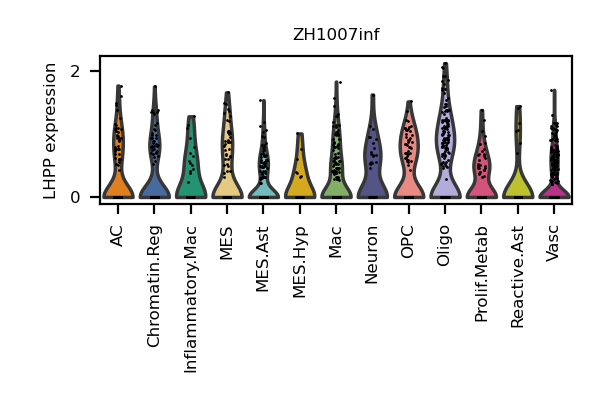 ZH1007inf
LHPP expression
2
0
AC
Chromatin.Reg
Inflammatory.Mac
MES
MES.Ast
MES.Hyp
Mac
Neuron
OPC
Oligo
Prolif.Metab
Reactive.Ast
Vasc